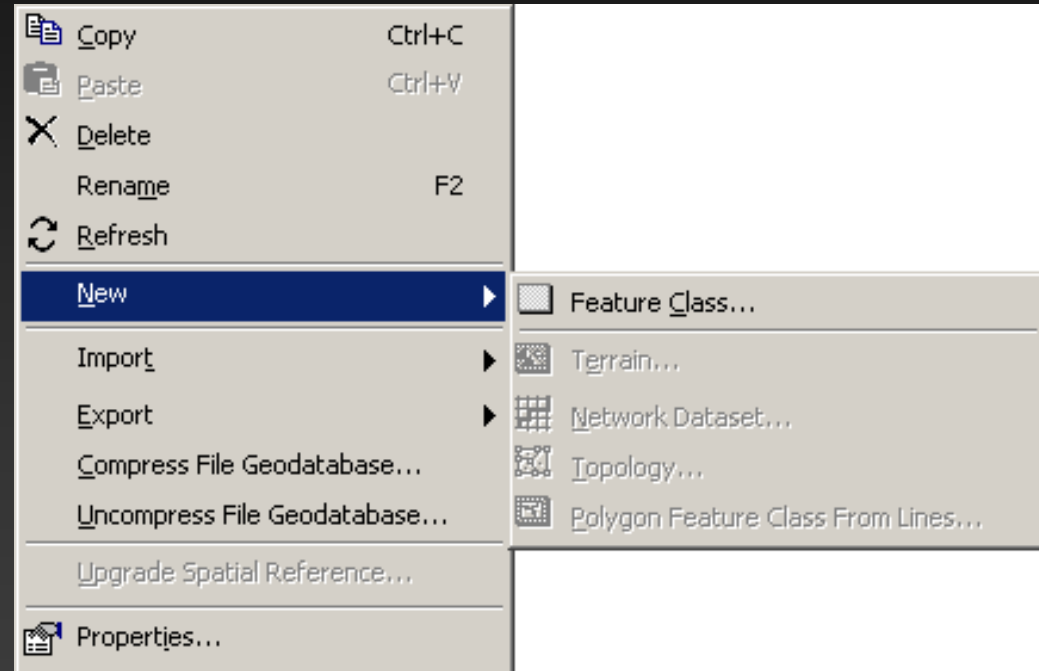 Copy Ctrl+C
Paste Ctrl+V
Delete
Rename F2
Refresh
New
Import
Export
Compress File Geodatabase...
Uncompress File Geodatabase...
Upgrade Spatial Reference...
Properties...
Feature Class...
Terrain...
Network Dataset...
Topology...
Polygon Feature Class From Lines...